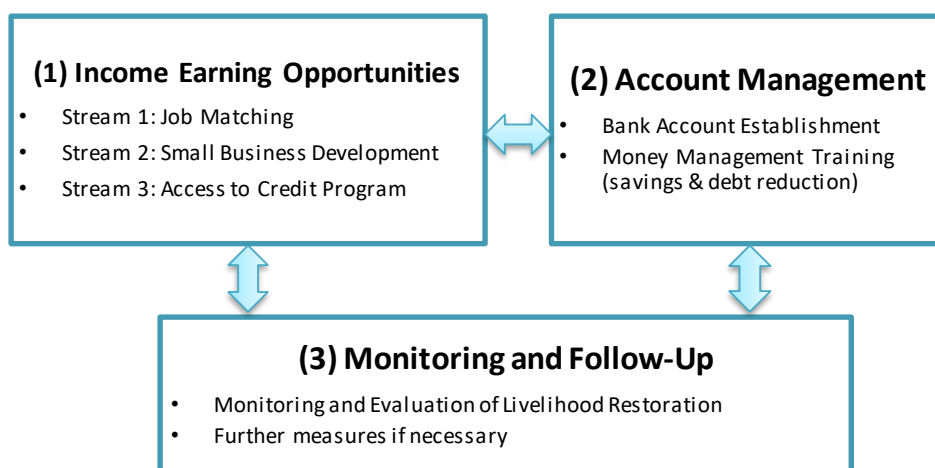 (1) Income Earning Opportunities
• Stream 1: Job Matching
• Stream 2: Small Business Development
• Stream 3: Access to Credit Program
(2) Account Management
• Bank Account Establishment
• Money Management Training
(savings & debt reduction)
(3) Monitoring and Follow-Up
• Monitoring and Evaluation of Livelihood Restoration
• Further measures if necessary